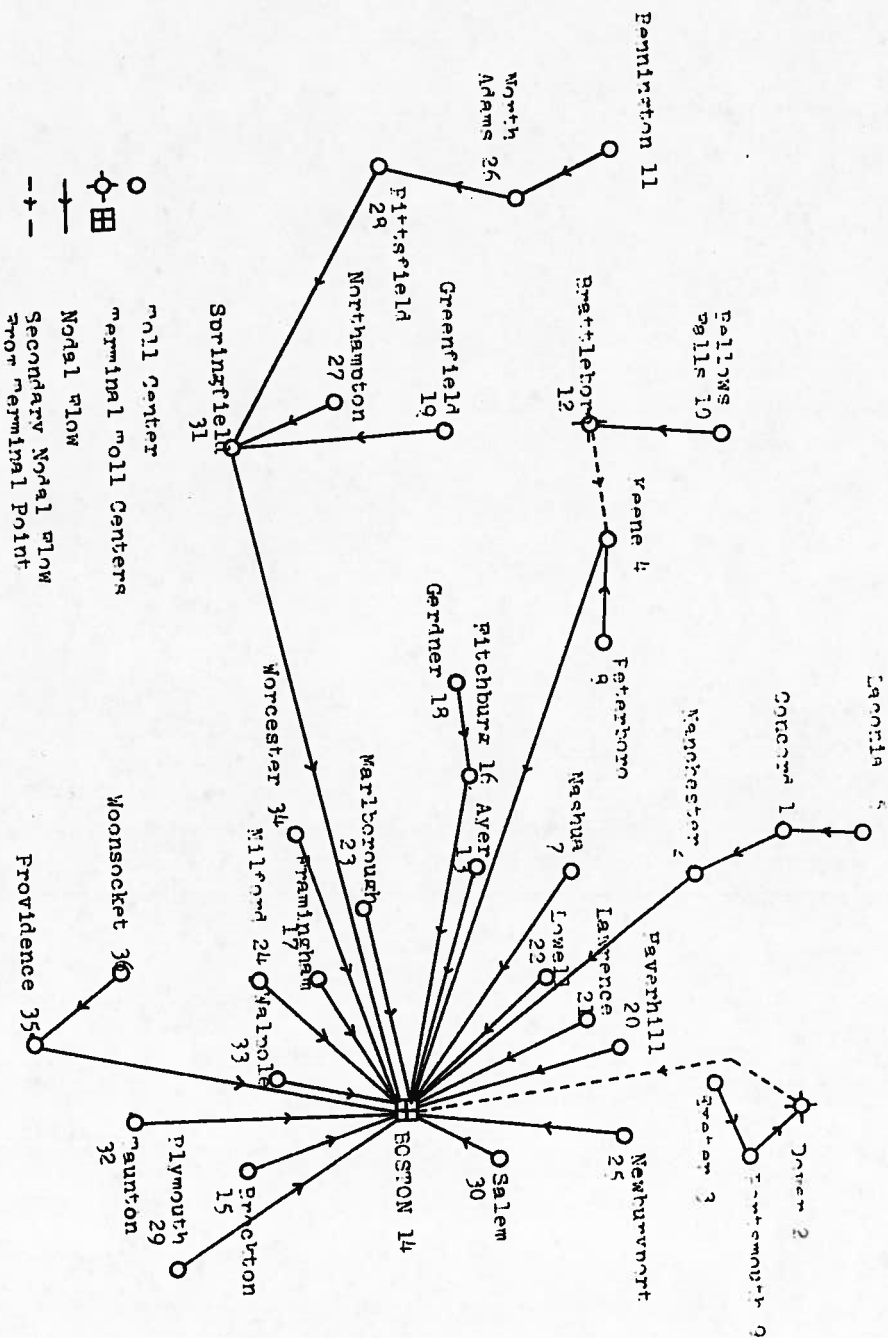 Laconia
Concord 1
Manchester
Dover 2
Portsmouth 9
Exeter 3
Bennington 11
North
Adams 26
Bellows
Falls 10
Brattleboro
12
Keene 4
Peterboro
8
Haverhill
20
Lawrence
21
Lowell
22
Nashua
7
Newburyport
25
Pittsfield
28
Greenfield
19
Northampton
27
Fitchburg 16
Gardner 18
Ayer
13
Salem
30
BOSTON 14
Springfield
31
Marlborough
23
Worcester 34
Framingham
17
Milford 24
Walpole
33
Brockton
15
Plymouth
29
Taunton
32
Woonsocket 36
Providence 35
Toll Center
Terminal Toll Centers
Nodal Flow
Secondary Nodal Flow
From Terminal Point